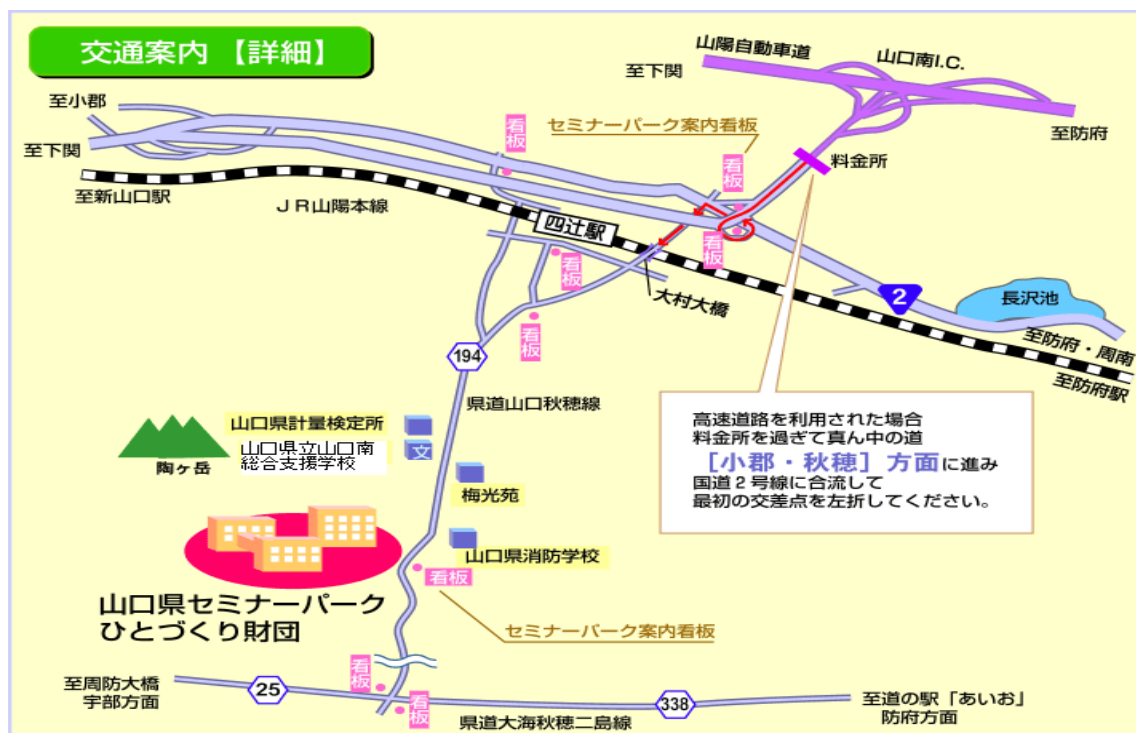 交通案内 【詳細】
山陽自動車道
山口南I.C.
至下関
至防府
至小郡
至下関
至新山口駅
JR山陽本線
看板
セミナーパーク案内看板
看板
料金所
四辻駅
看板
看板
大村大橋
看板
2
長沢池
至防府・周南
至防府駅
194
県道山口秋穂線
高速道路を利用された場合
料金所を過ぎて真ん中の道
［小郡・秋穂］方面に進み
国道2号線に合流して
最初の交差点を左折してください。
陶ヶ岳
山口県計量検定所
山口県立山口南
総合支援学校
文
梅光苑
山口県消防学校
看板
山口県セミナーパーク
ひとづくり財団
セミナーパーク案内看板
看板
至周防大橋
宇部方面
25
看板
県道大海秋穂二島線
338
至道の駅「あいお」
防府方面